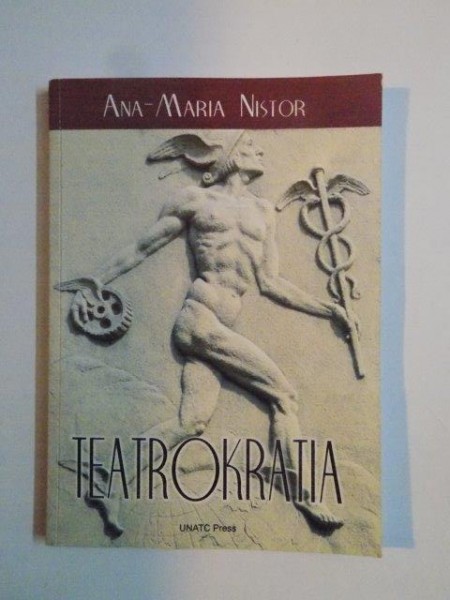 ANA-MARIA NISTOR
TEATROKRATIA
UNATC Press